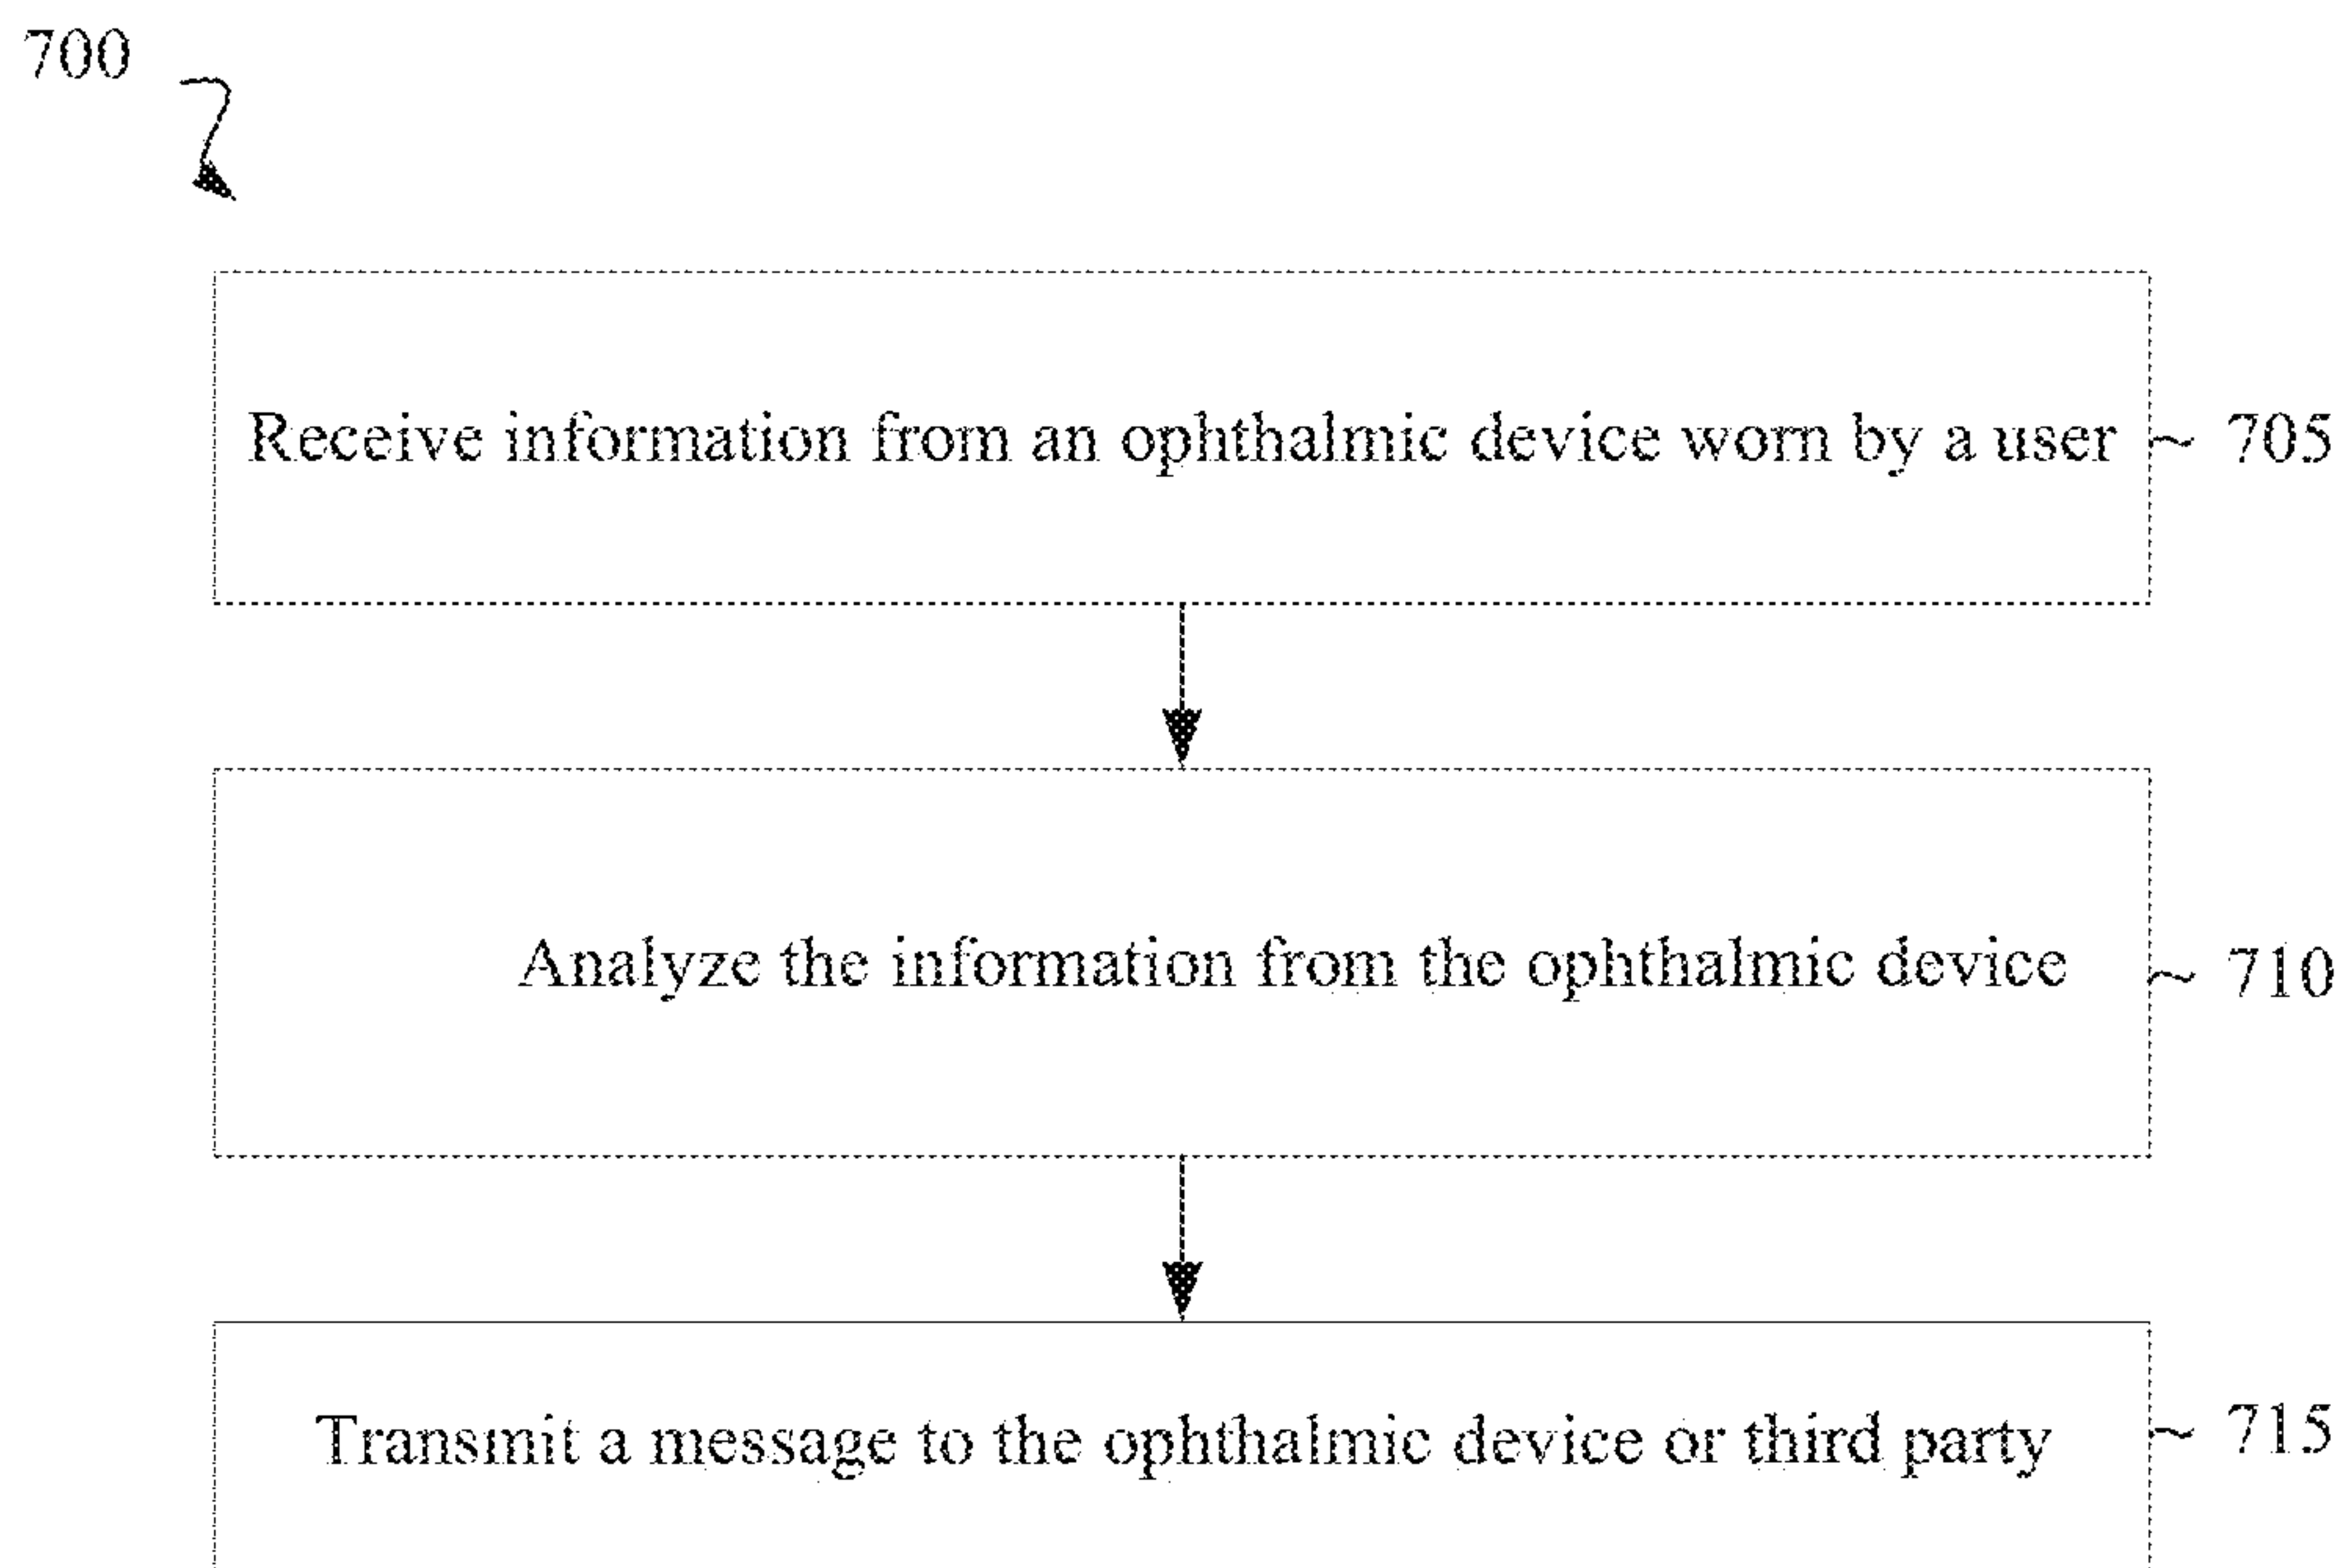 700
Receive information from an ophthalmic device worn by a user ~ 705
Analyze the information from the ophthalmic device ~ 710
Transmit a message to the ophthalmic device or third party ~ 715